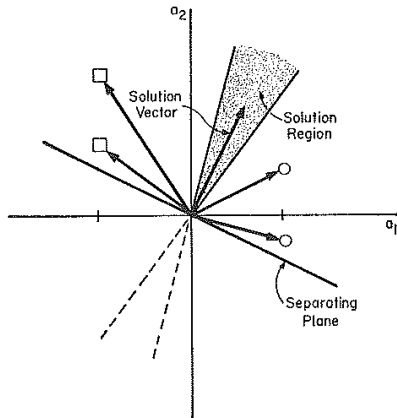 a₂
Solution
Vector
Solution
Region
a₁
Separating
Plane